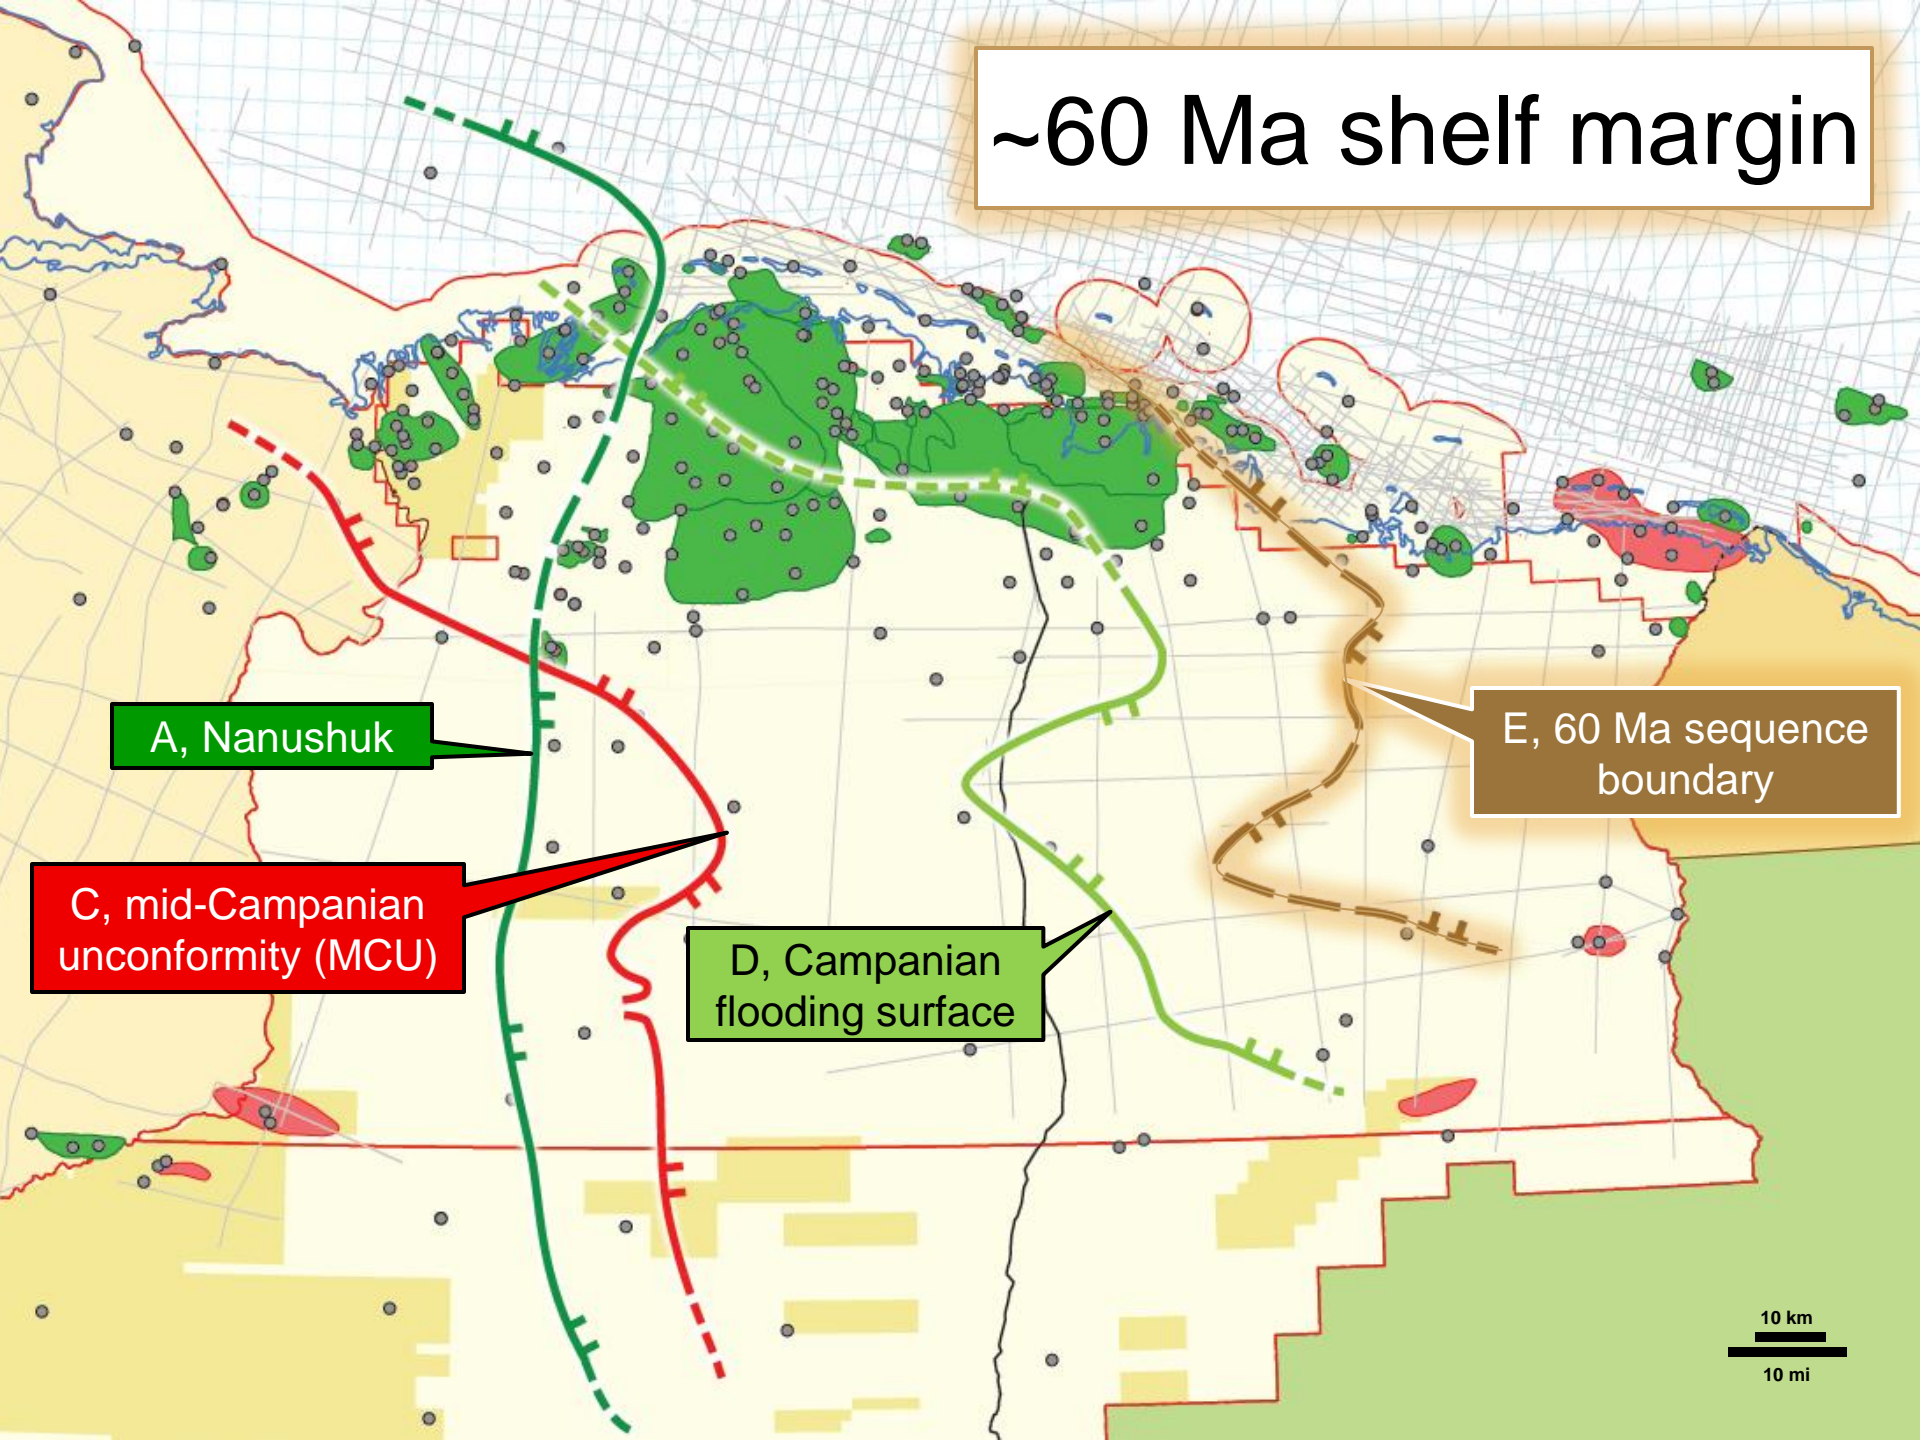 ~60 Ma shelf margin
A, Nanushuk
E, 60 Ma sequence
boundary
C, mid-Campanian
unconformity (MCU)
D, Campanian
flooding surface
10 km
10 mi